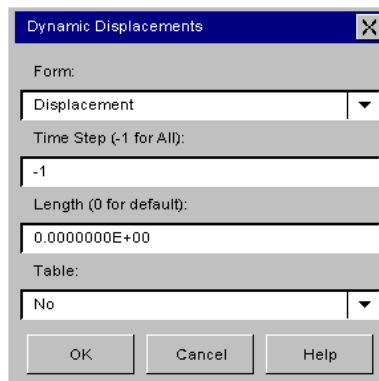 Dynamic Displacements
Form:
Displacement
Time Step (-1 for All):
-1
Length (0 for default):
0.0000000E+00
Table:
No
OK Cancel Help